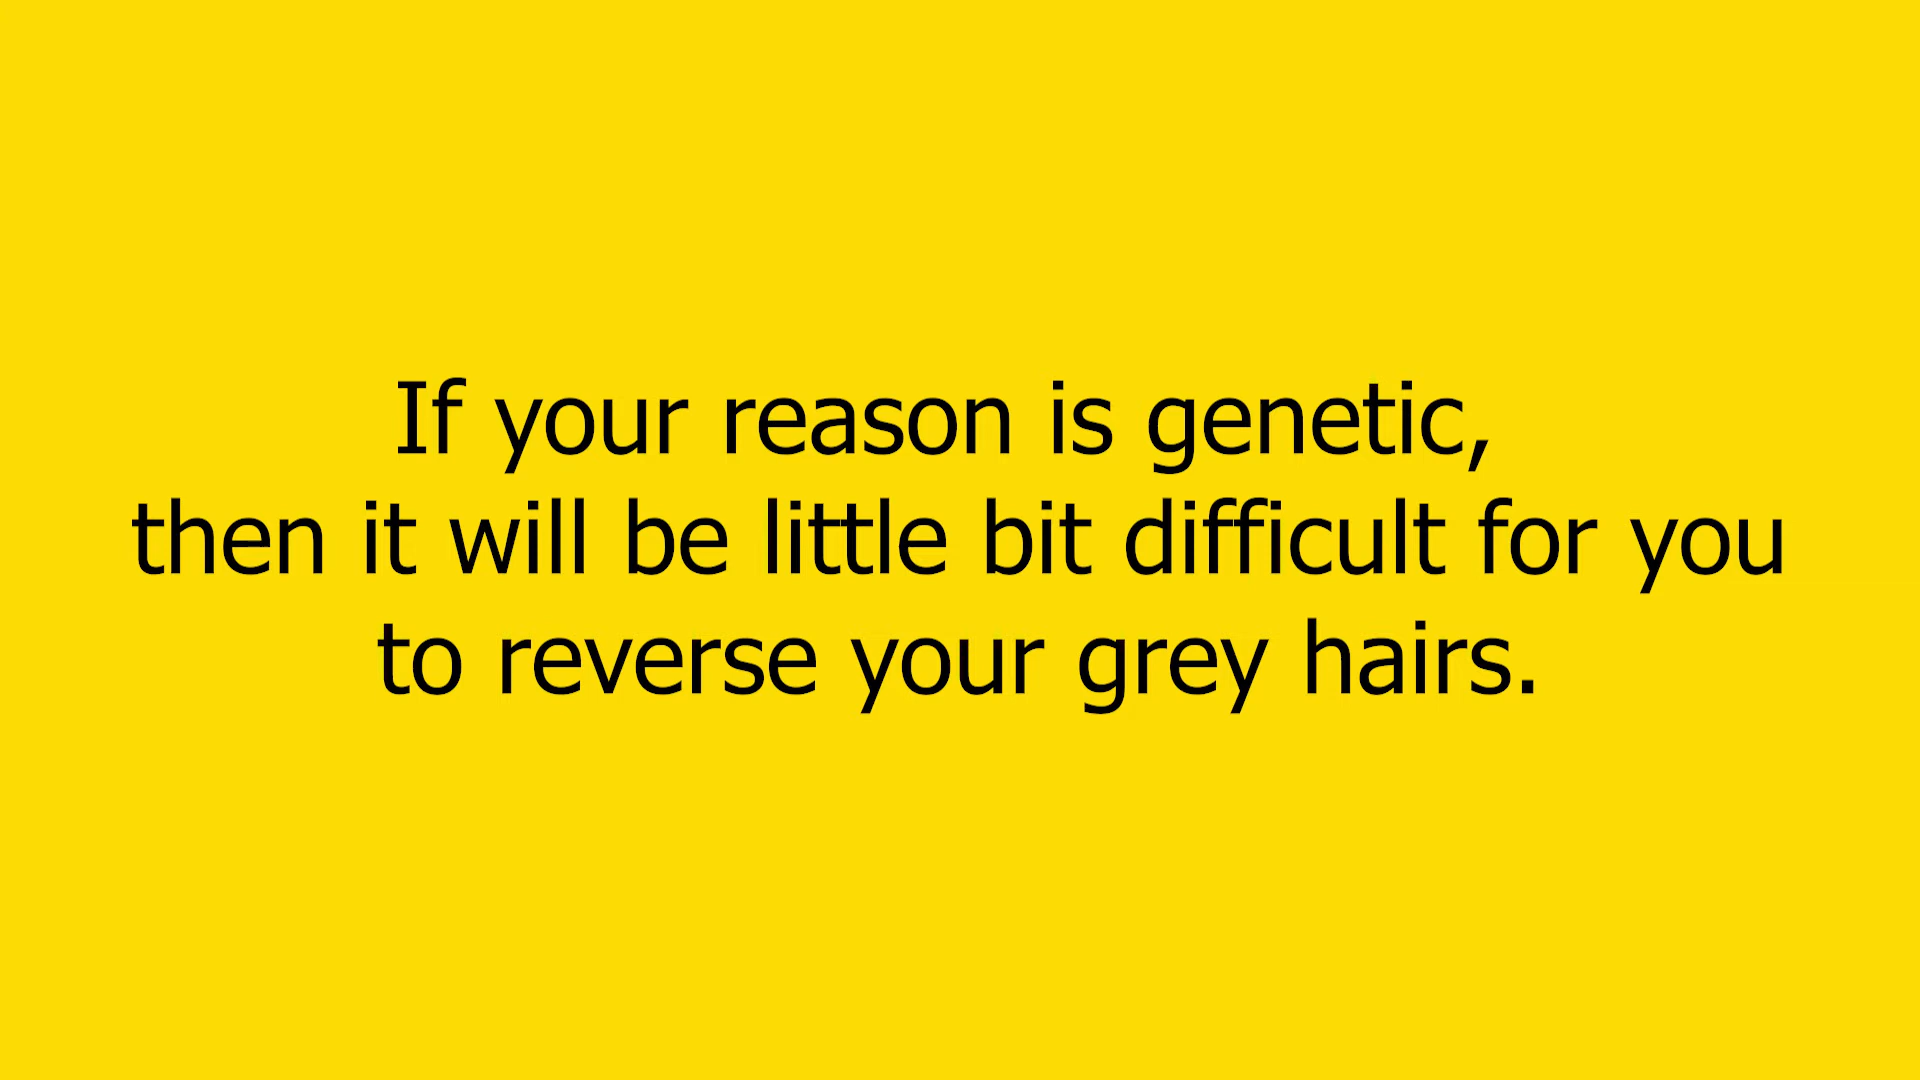 If your reason is genetic,
then it will be little bit difficult for you
to reverse your grey hairs.